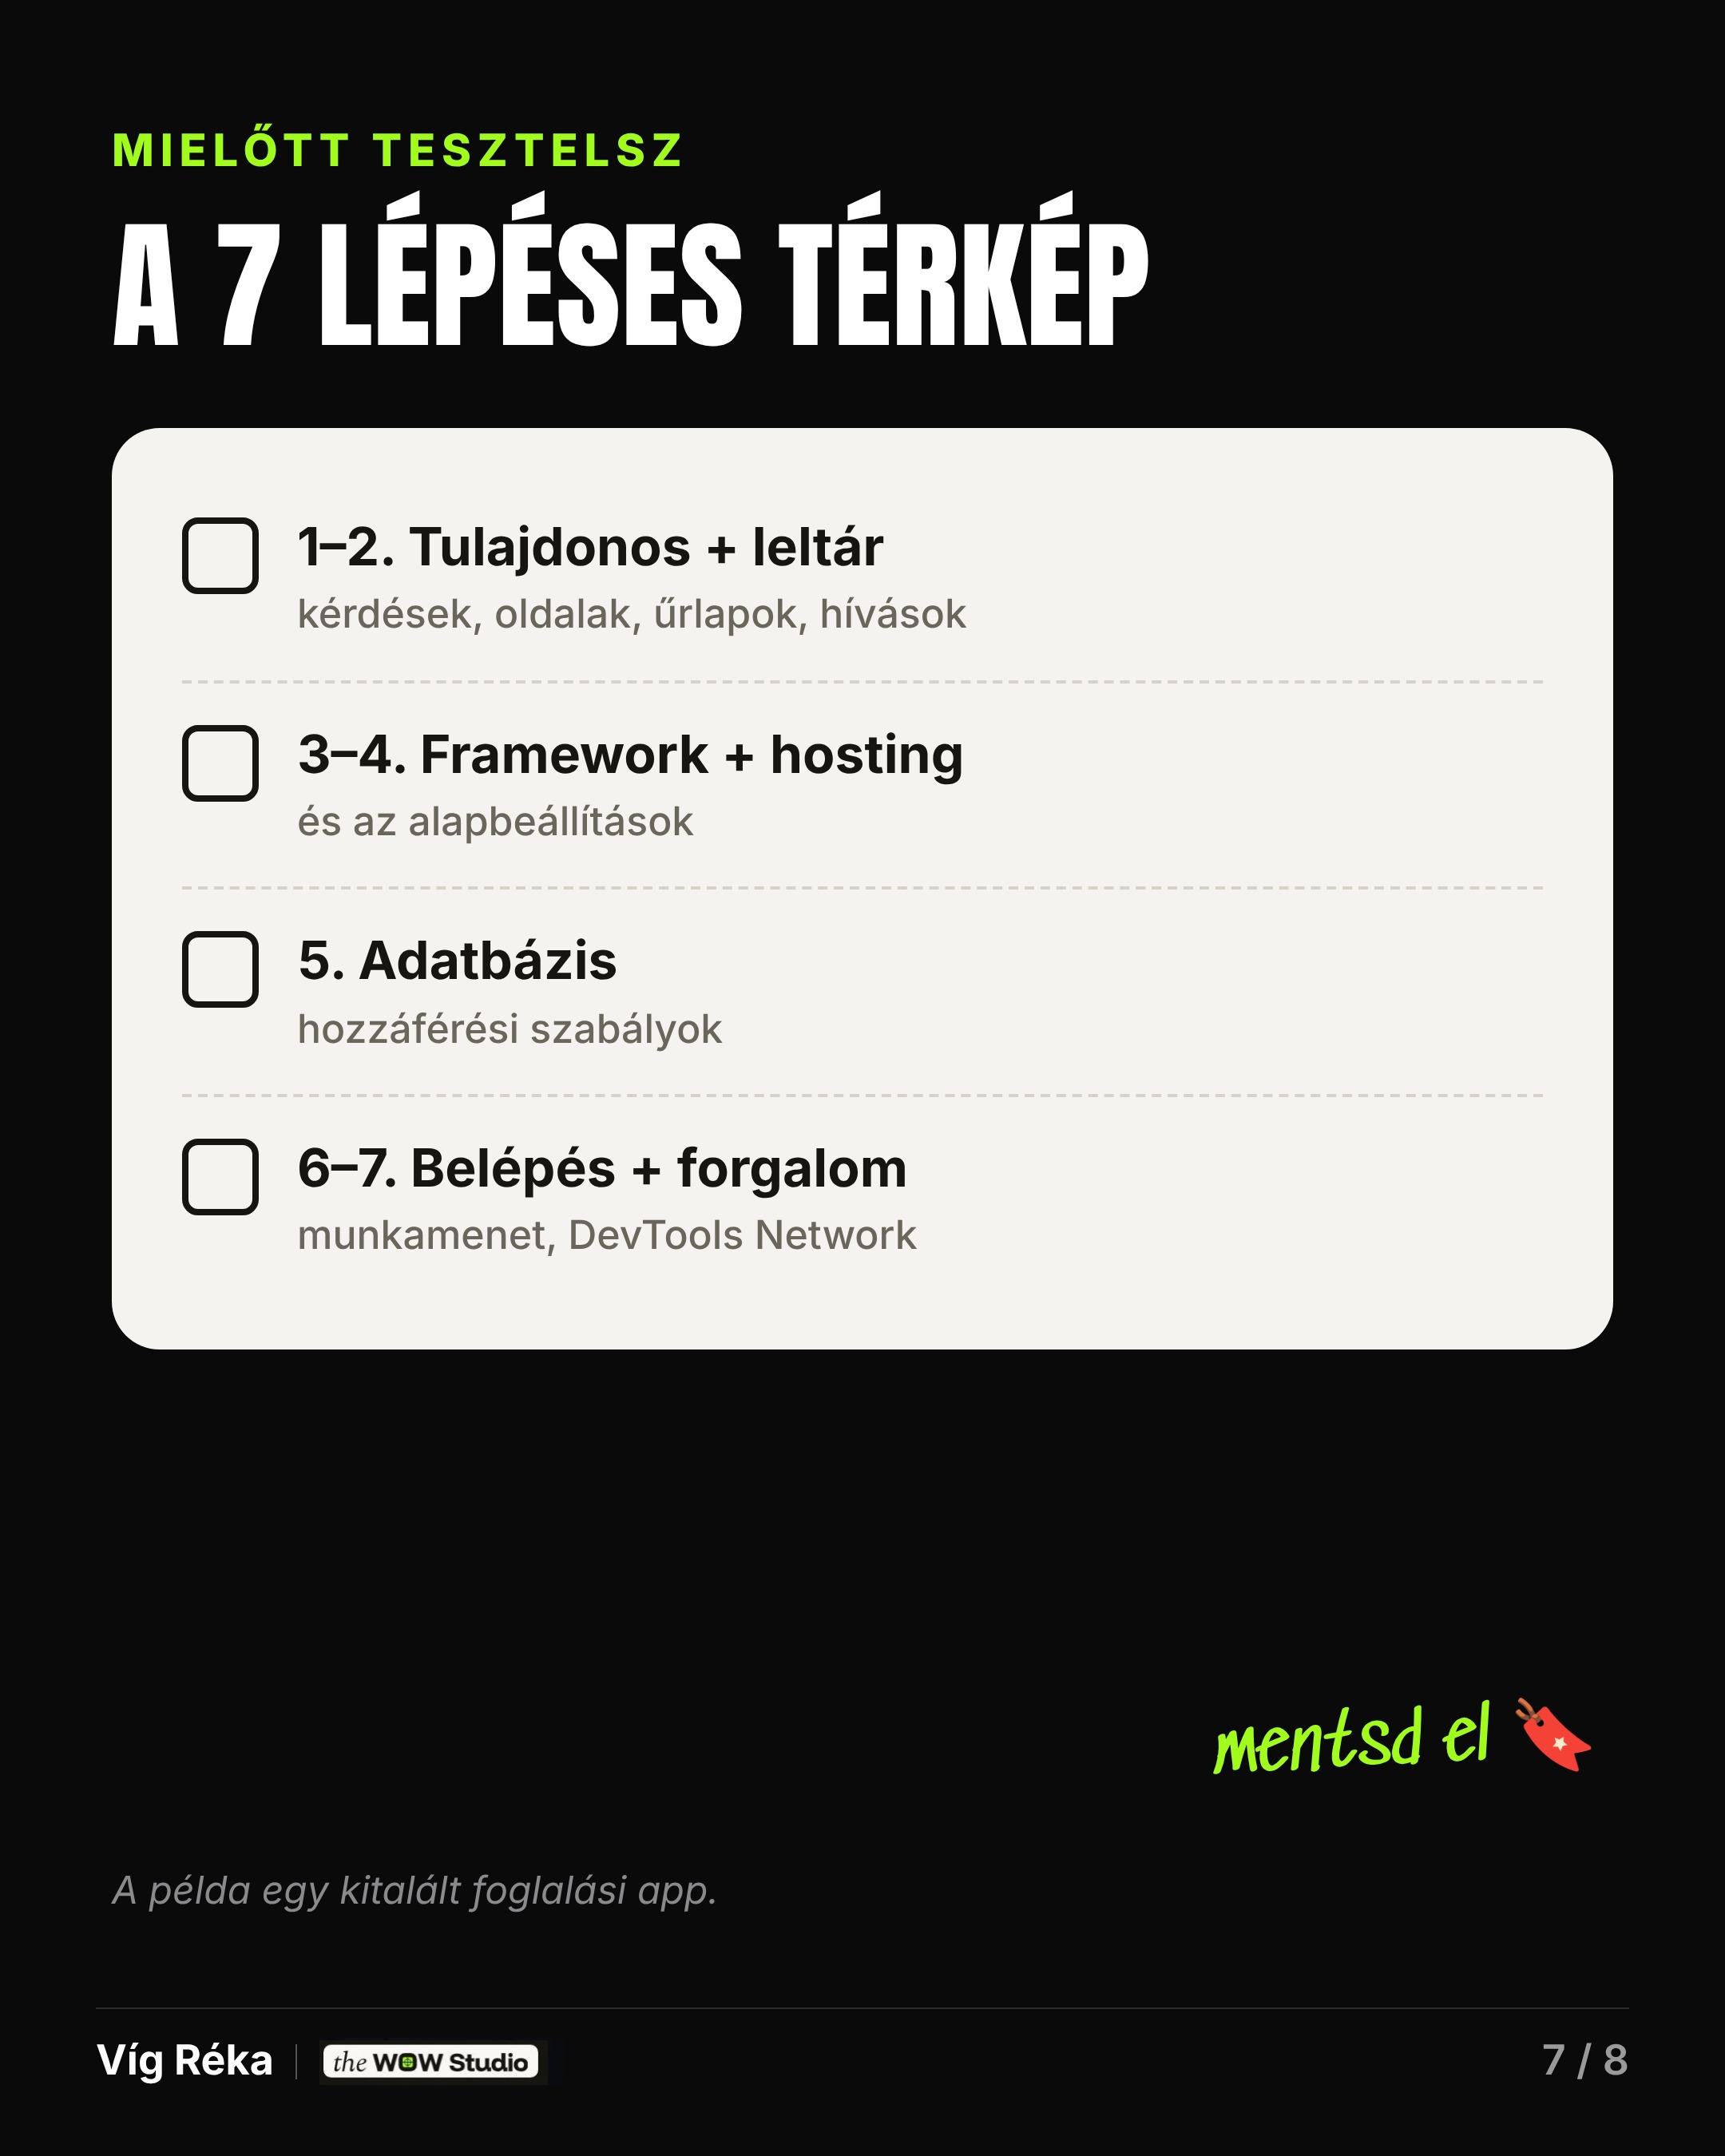 MIELŐTT TESZTELSZ
A 7 LÉPÉSES TÉRKÉP
1–2. Tulajdonos + leltár
kérdések, oldalak, űrlapok, hívások
3–4. Framework + hosting
és az alapbeállítások
5. Adatbázis
hozzáférési szabályok
6–7. Belépés + forgalom
munkamenet, DevTools Network
mentsd el
A példa egy kitalált foglalási app.
Víg Réka
the WOW Studio
7 / 8